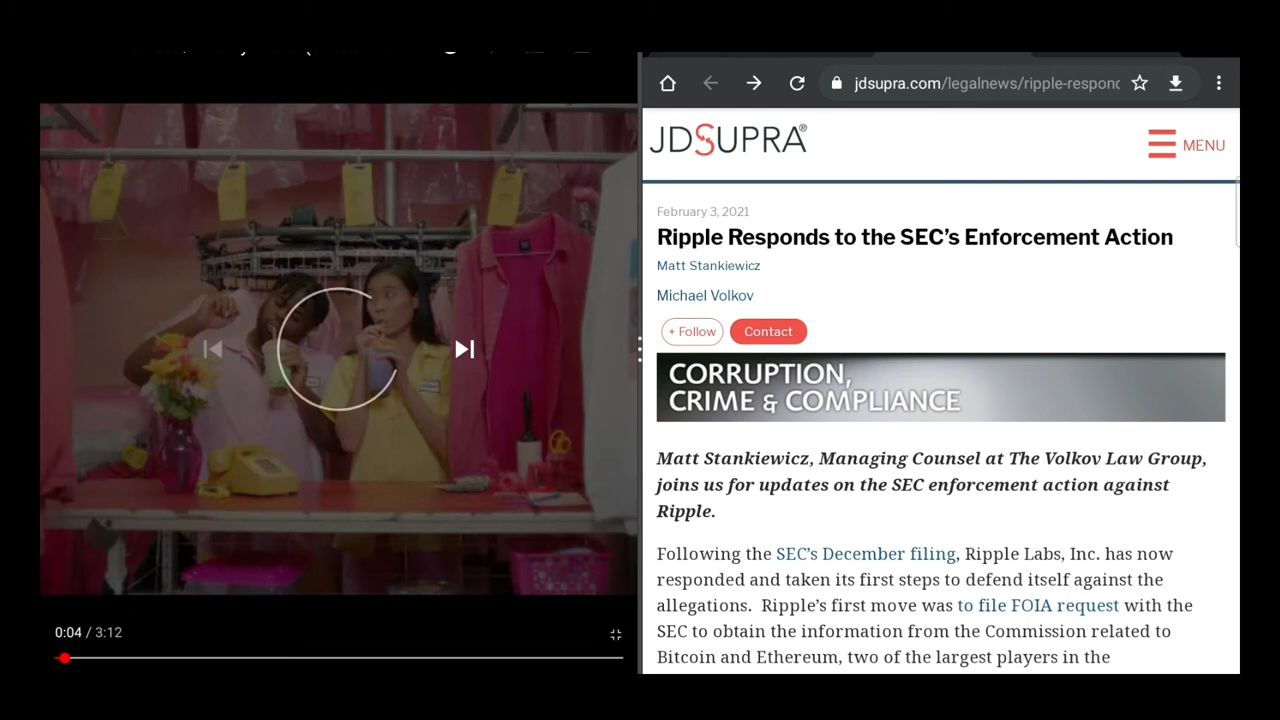 0:04 / 3:12
jdsupra.com/legalnews/ripple-respond
JDSUPRA®
MENU
February 3, 2021
Ripple Responds to the SEC’s Enforcement Action
Matt Stankiewicz
Michael Volkov
+ Follow
Contact
CORRUPTION,
CRIME & COMPLIANCE
Matt Stankiewicz, Managing Counsel at The Volkov Law Group,
joins us for updates on the SEC enforcement action against
Ripple.
Following the SEC’s December filing, Ripple Labs, Inc. has now
responded and taken its first steps to defend itself against the
allegations.  Ripple’s first move was to file FOIA request with the
SEC to obtain the information from the Commission related to
Bitcoin and Ethereum, two of the largest players in the